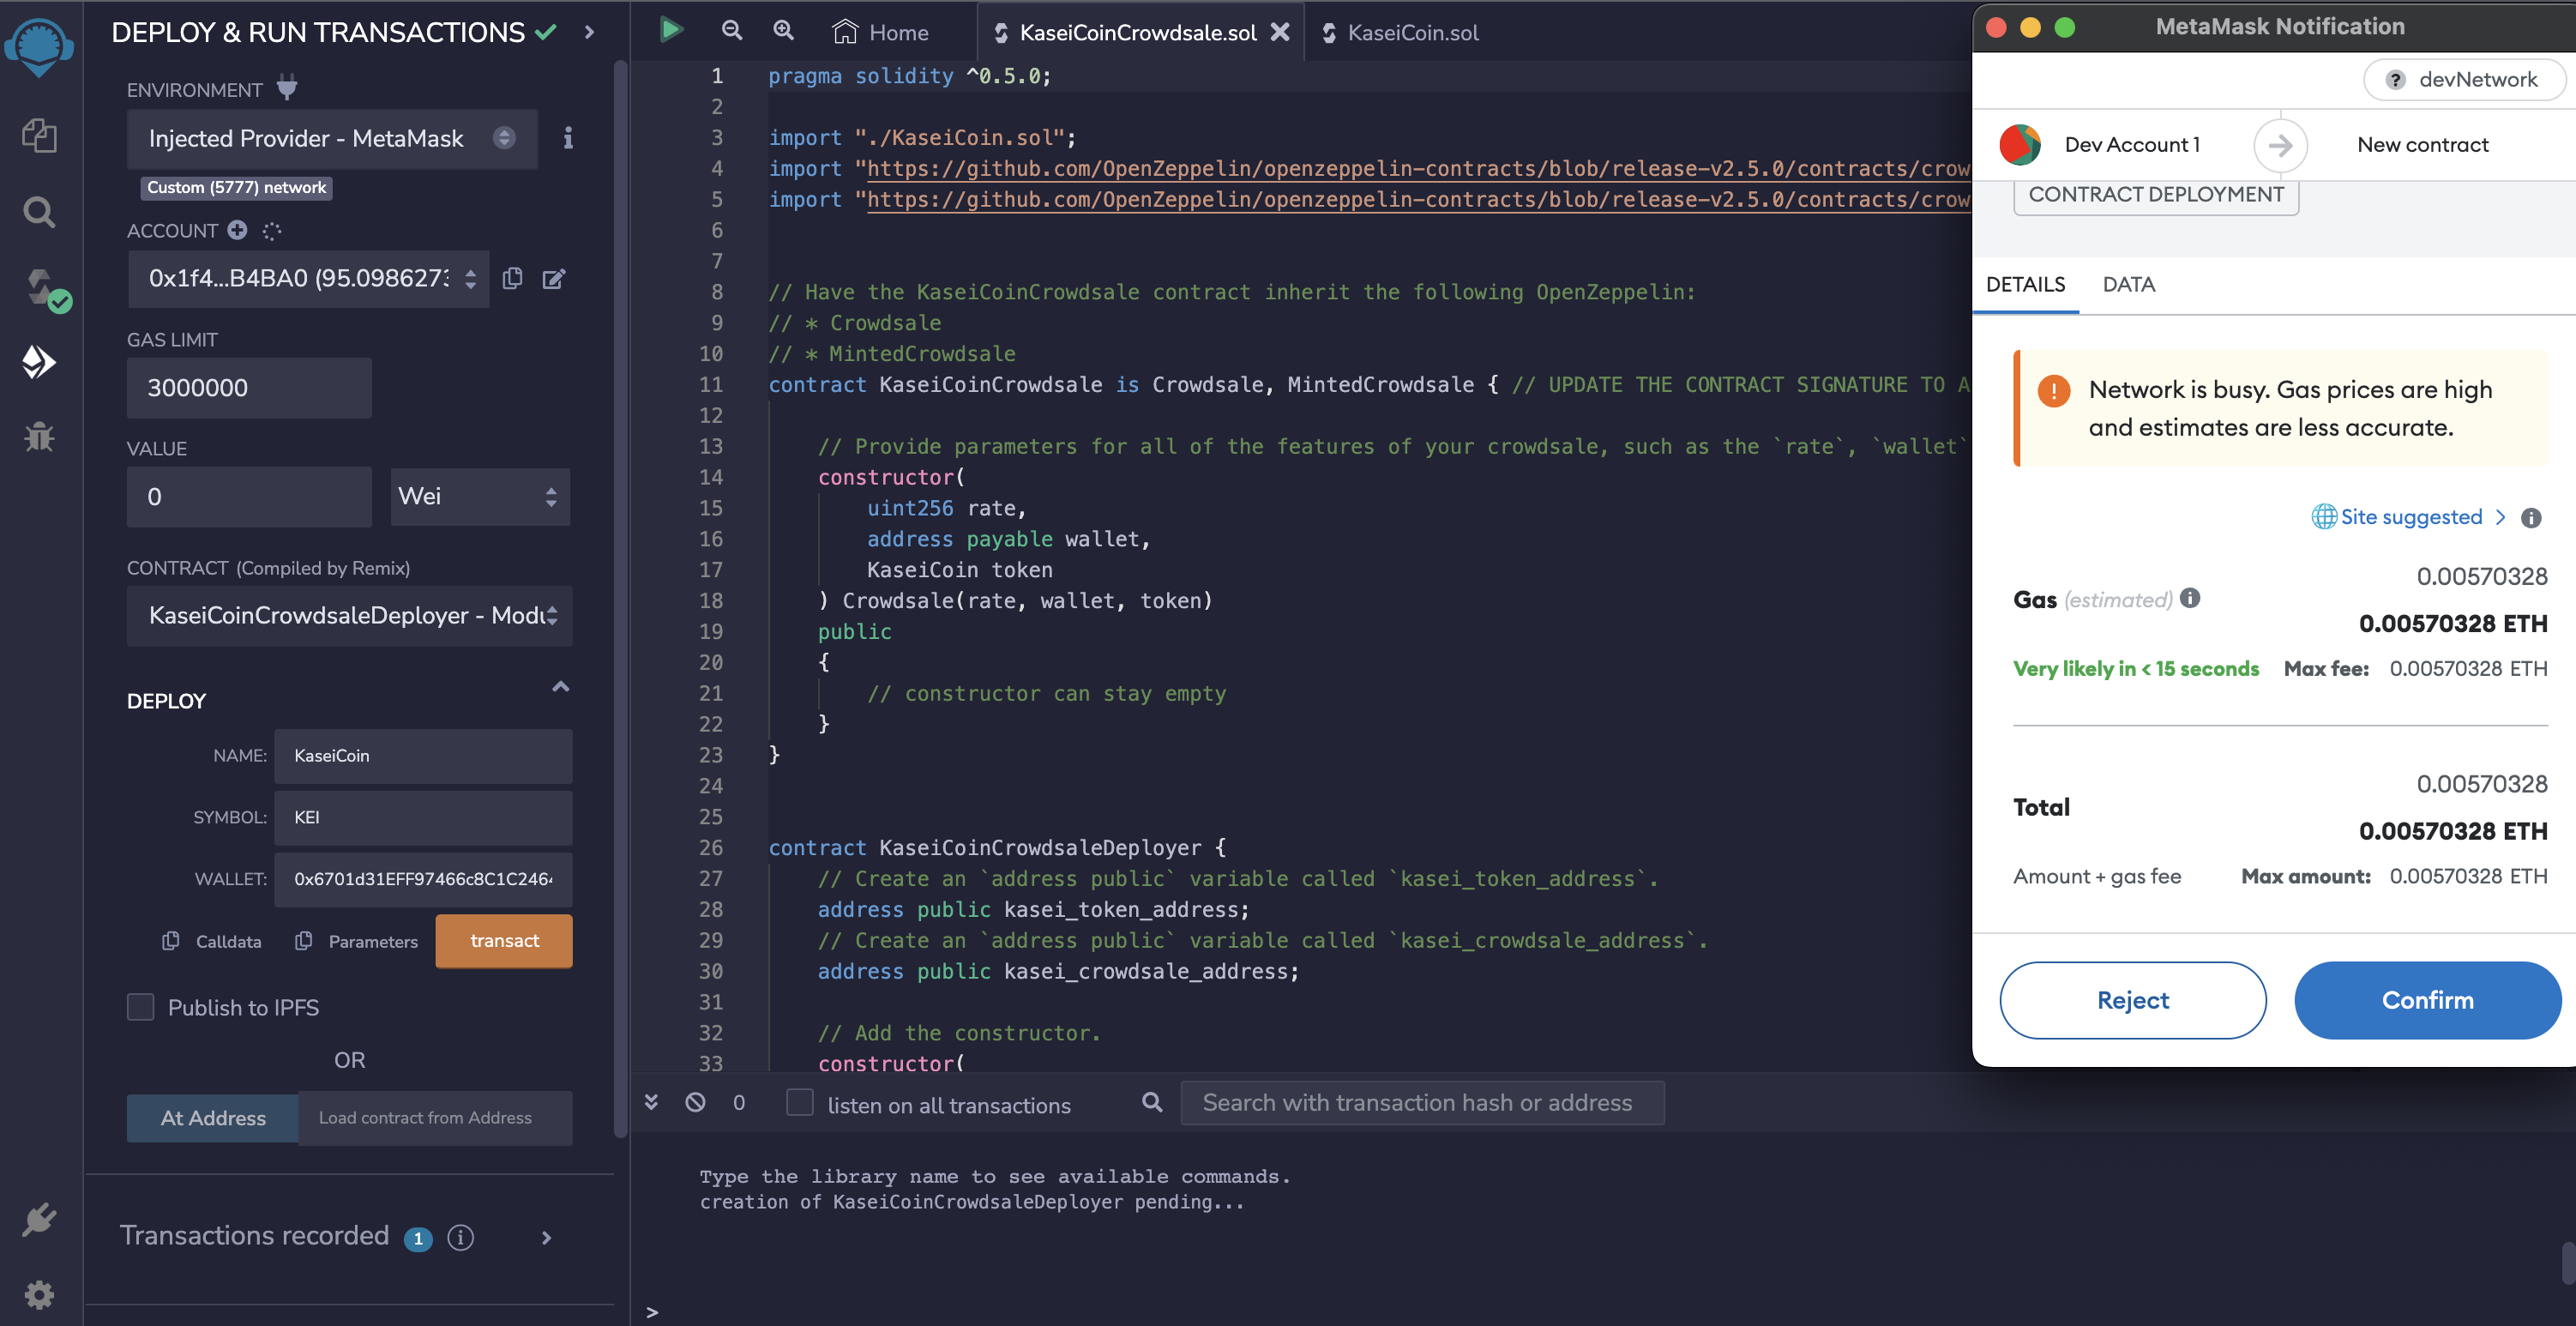 DEPLOY & RUN TRANSACTIONS
ENVIRONMENT
Injected Provider - MetaMask
Custom (5777) network
ACCOUNT
0x1f4...B4BA0 (95.0986273
GAS LIMIT
3000000
VALUE
0
Wei
CONTRACT (Compiled by Remix)
KaseiCoinCrowdsaleDeployer - Modu
DEPLOY
NAME: KaseiCoin
SYMBOL: KEI
WALLET: 0x6701d31EFF97466c8C1C246
Calldata
Parameters
transact
Publish to IPFS
OR
At Address
Load contract from Address
Transactions recorded 1
Home
KaseiCoinCrowdsale.sol
KaseiCoin.sol
1 pragma solidity ^0.5.0;
2
3 import "./KaseiCoin.sol";
4 import "https://github.com/OpenZeppelin/openzeppelin-contracts/blob/release-v2.5.0/contracts/crow
5 import "https://github.com/OpenZeppelin/openzeppelin-contracts/blob/release-v2.5.0/contracts/crow
6
7
8 // Have the KaseiCoinCrowdsale contract inherit the following OpenZeppelin:
9 // * Crowdsale
10 // * MintedCrowdsale
11 contract KaseiCoinCrowdsale is Crowdsale, MintedCrowdsale { // UPDATE THE CONTRACT SIGNATURE TO A
12
13 // Provide parameters for all of the features of your crowdsale, such as the `rate`, `wallet`
14 constructor(
15 uint256 rate,
16 address payable wallet,
17 KaseiCoin token
18 ) Crowdsale(rate, wallet, token)
19 public
20 {
21 // constructor can stay empty
22 }
23 }
24
25
26 contract KaseiCoinCrowdsaleDeployer {
27 // Create an `address public` variable called `kasei_token_address`.
28 address public kasei_token_address;
29 // Create an `address public` variable called `kasei_crowdsale_address`.
30 address public kasei_crowdsale_address;
31
32 // Add the constructor.
33 constructor(
0
listen on all transactions
Search with transaction hash or address
Type the library name to see available commands.
creation of KaseiCoinCrowdsaleDeployer pending...
>
MetaMask Notification
devNetwork
Dev Account 1
New contract
CONTRACT DEPLOYMENT
DETAILS
DATA
Network is busy. Gas prices are high
and estimates are less accurate.
Site suggested
0.00570328
Gas (estimated)
0.00570328 ETH
Very likely in < 15 seconds Max fee: 0.00570328 ETH
0.00570328
Total
0.00570328 ETH
Amount + gas fee Max amount: 0.00570328 ETH
Reject
Confirm